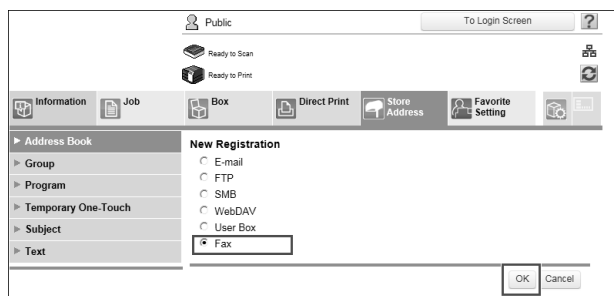 Public To Login Screen ?
Ready to Scan
Ready to Print
Information Job Box Direct Print Store Address Favorite Setting
Address Book
Group
Program
Temporary One-Touch
Subject
Text
New Registration
E-mail
FTP
SMB
WebDAV
User Box
Fax
OK Cancel